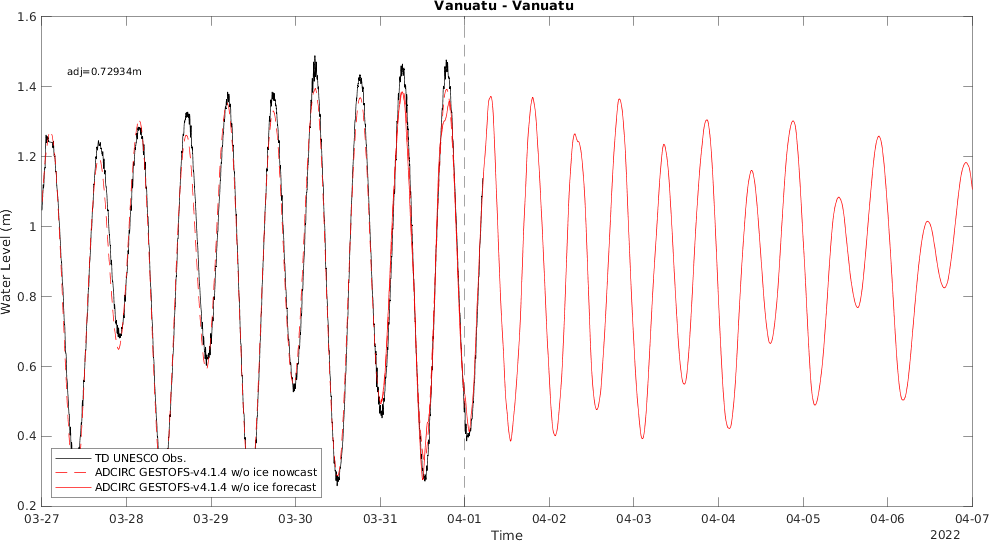 Vanuatu - Vanuatu
1.6
1.4
1.2
1
0.8
0.6
0.4
0.2
Water Level (m)
adj=0.72934m
TD UNESCO Obs.
ADCIRC GESTOFS-v4.1.4 w/o ice nowcast
ADCIRC GESTOFS-v4.1.4 w/o ice forecast
03-27 03-28 03-29 03-30 03-31 04-01 04-02 04-03 04-04 04-05 04-06 04-07
Time
2022